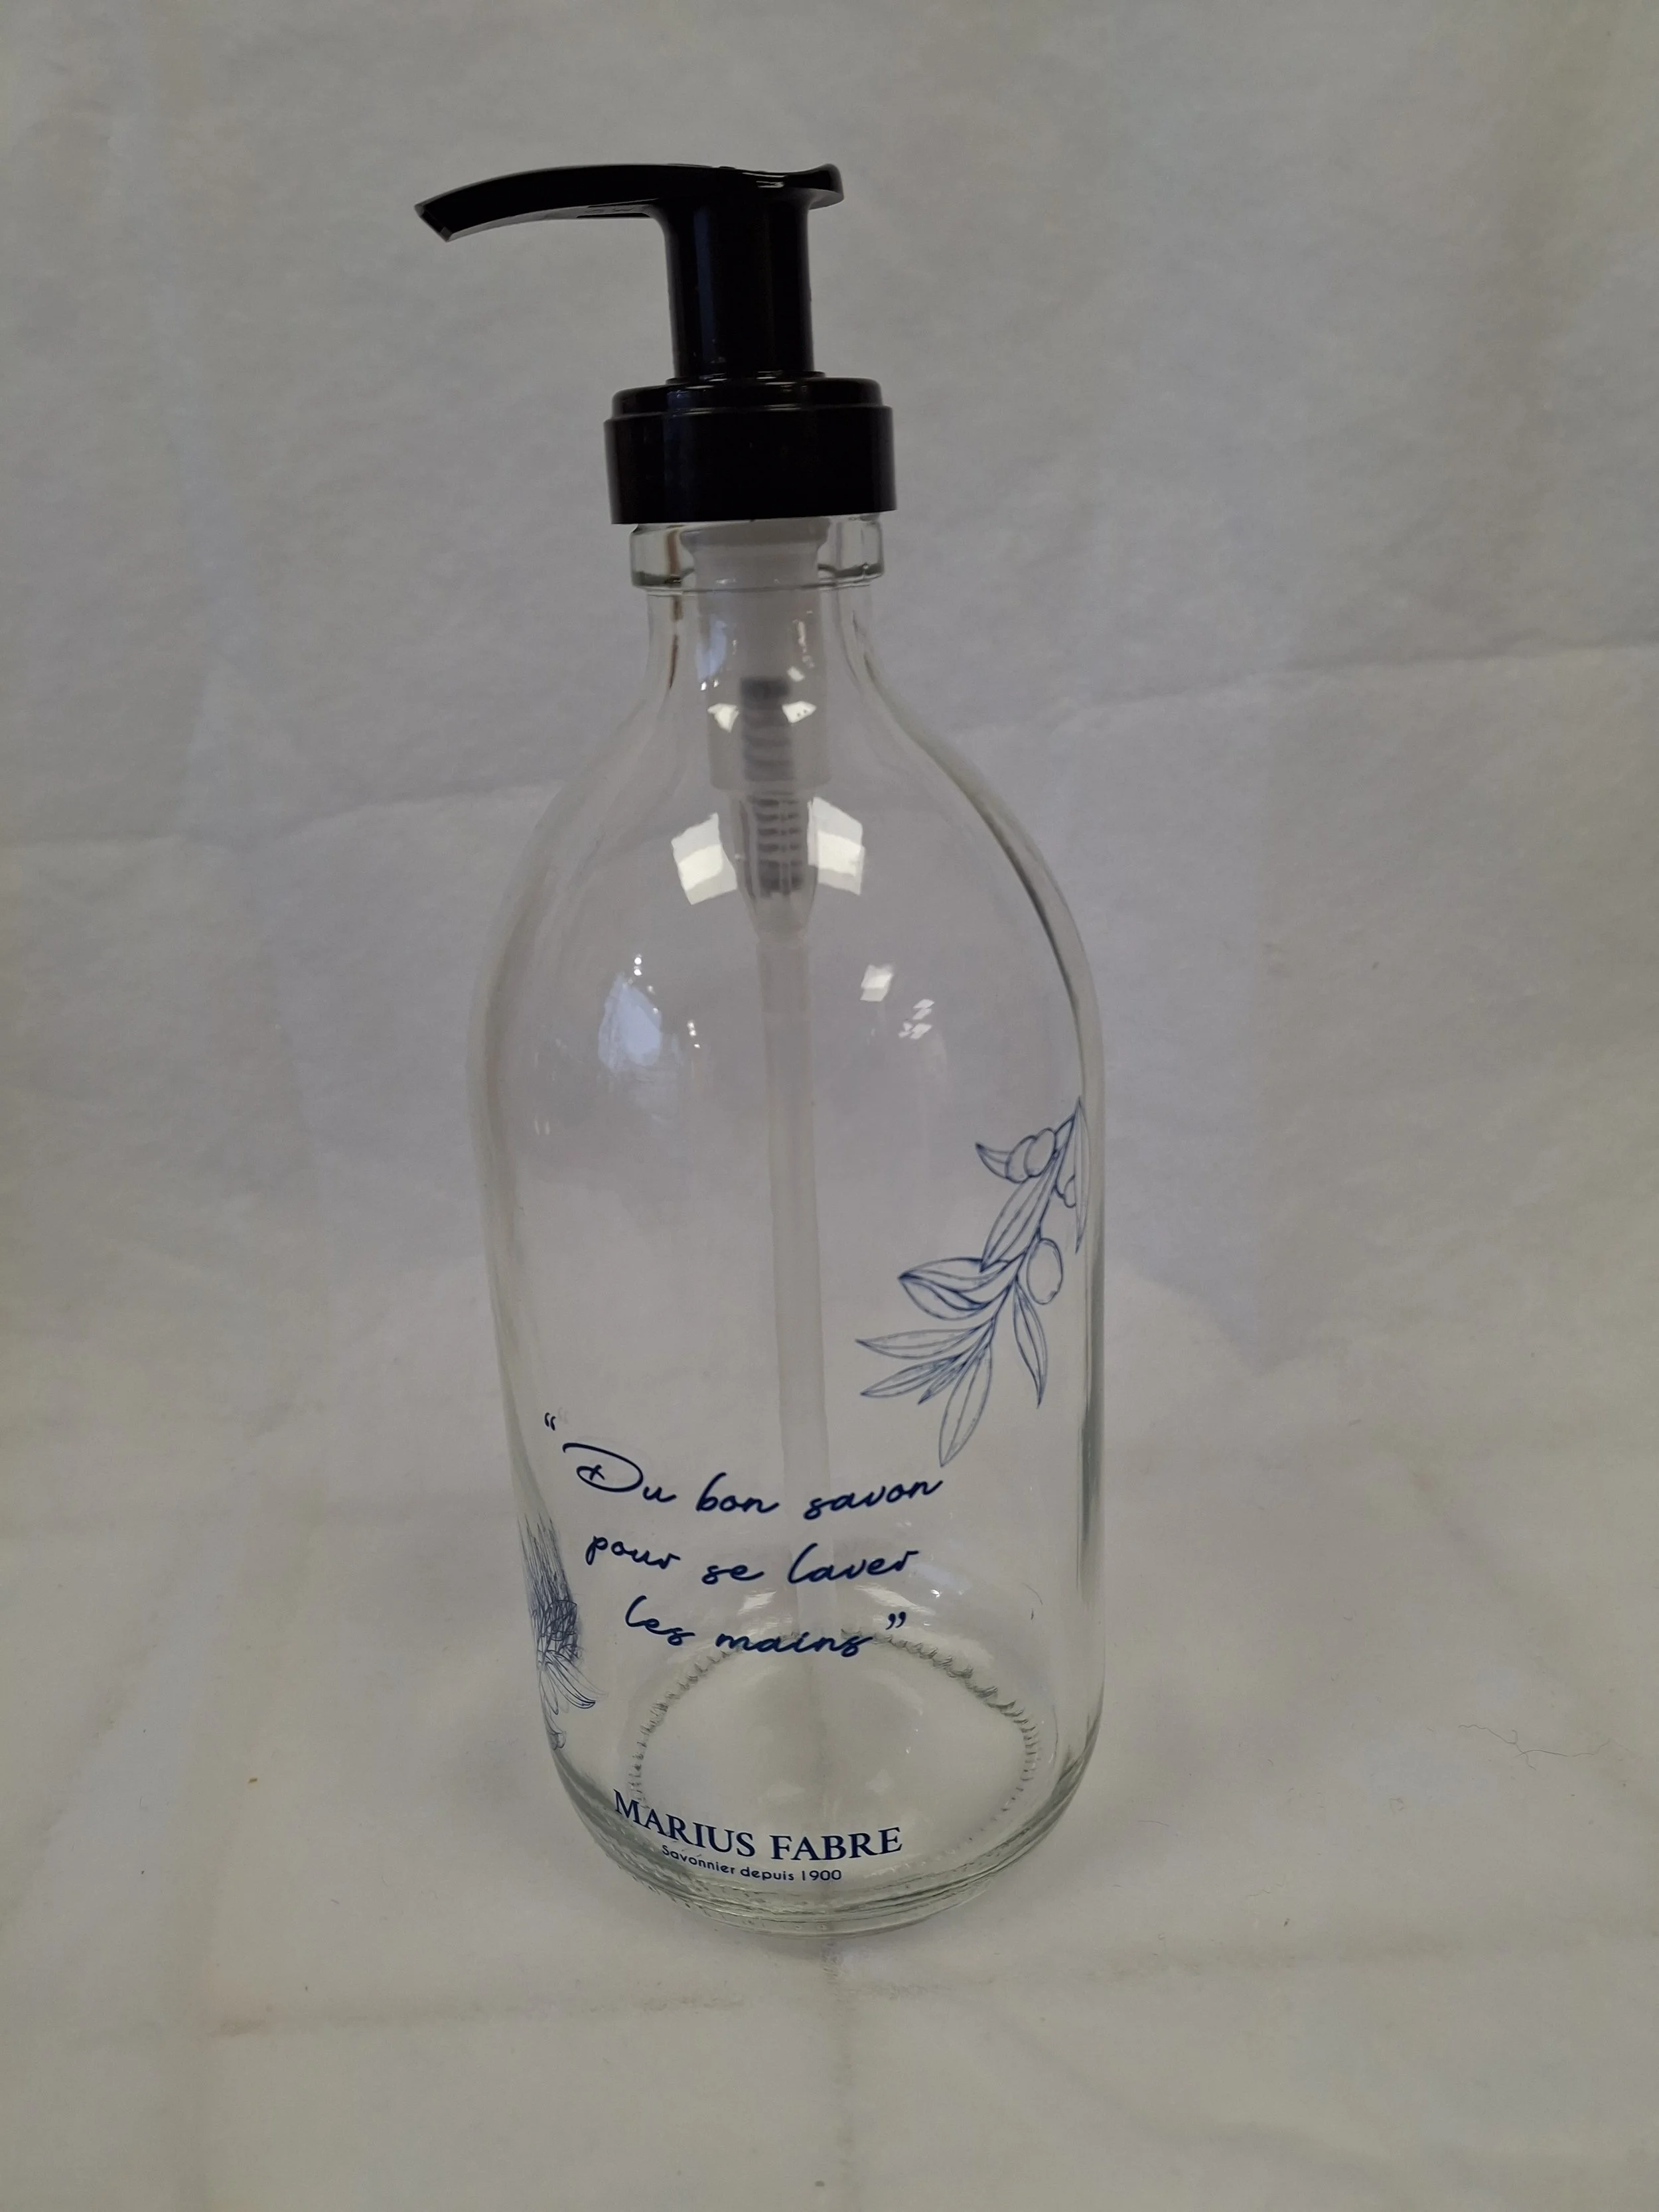 “Du bon savon
pour se laver
les mains”
MARIUS FABRE
Savonnier depuis 1900